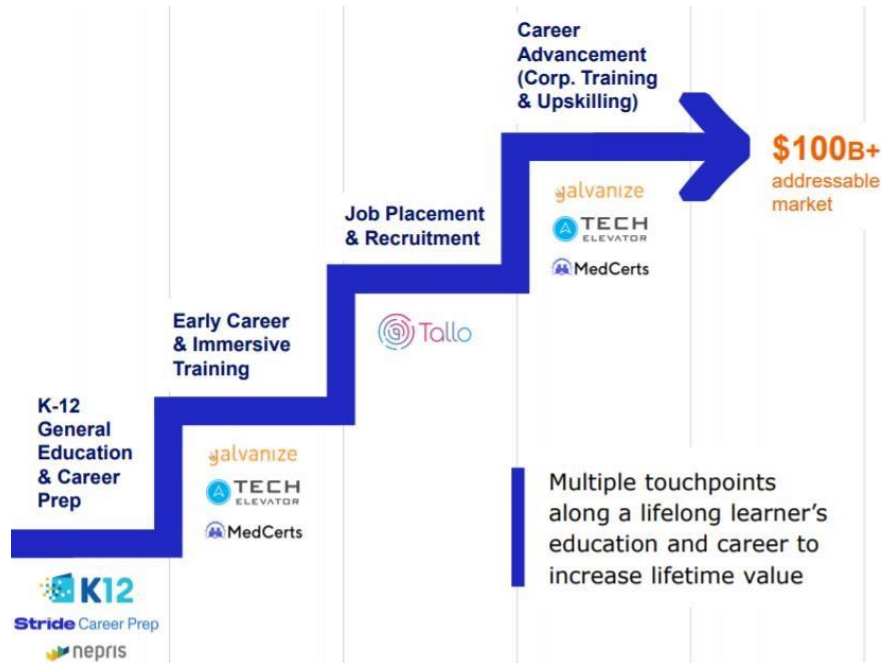 K-12
General
Education
& Career
Prep
K12
Stride Career Prep
nepris
Early Career
& Immersive
Training
galvanize
TECH
ELEVATOR
MedCerts
Job Placement
& Recruitment
Tallo
Career
Advancement
(Corp. Training
& Upskilling)
galvanize
TECH
ELEVATOR
MedCerts
$100B+
addressable
market
Multiple touchpoints
along a lifelong learner’s
education and career to
increase lifetime value